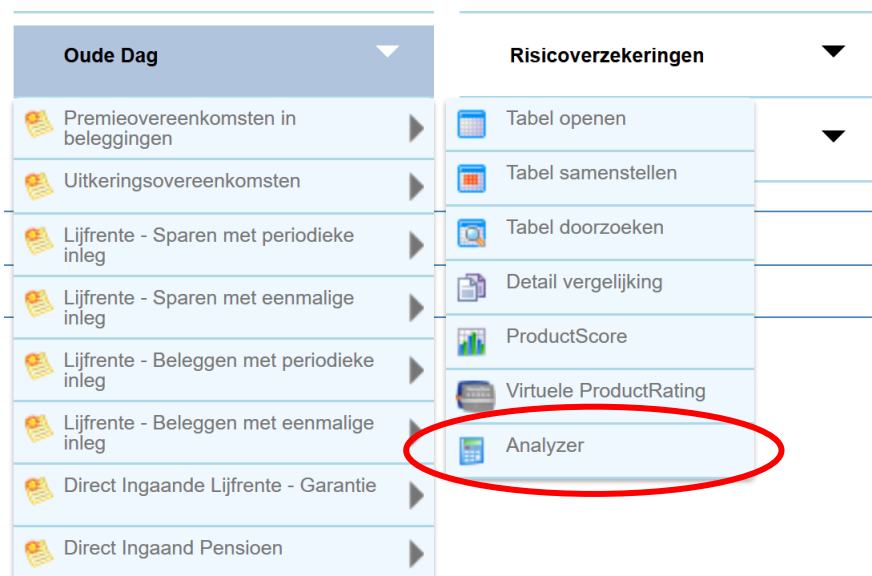 Oude Dag
Premieovereenkomsten in
beleggingen
Uitkeringsovereenkomsten
Lijfrente - Sparen met periodieke
inleg
Lijfrente - Sparen met eenmalige
inleg
Lijfrente - Beleggen met periodieke
inleg
Lijfrente - Beleggen met eenmalige
inleg
Direct Ingaande Lijfrente - Garantie
Direct Ingaand Pensioen
Risicoverzekeringen
Tabel openen
Tabel samenstellen
Tabel doorzoeken
Detail vergelijking
ProductScore
Virtuele ProductRating
Analyzer